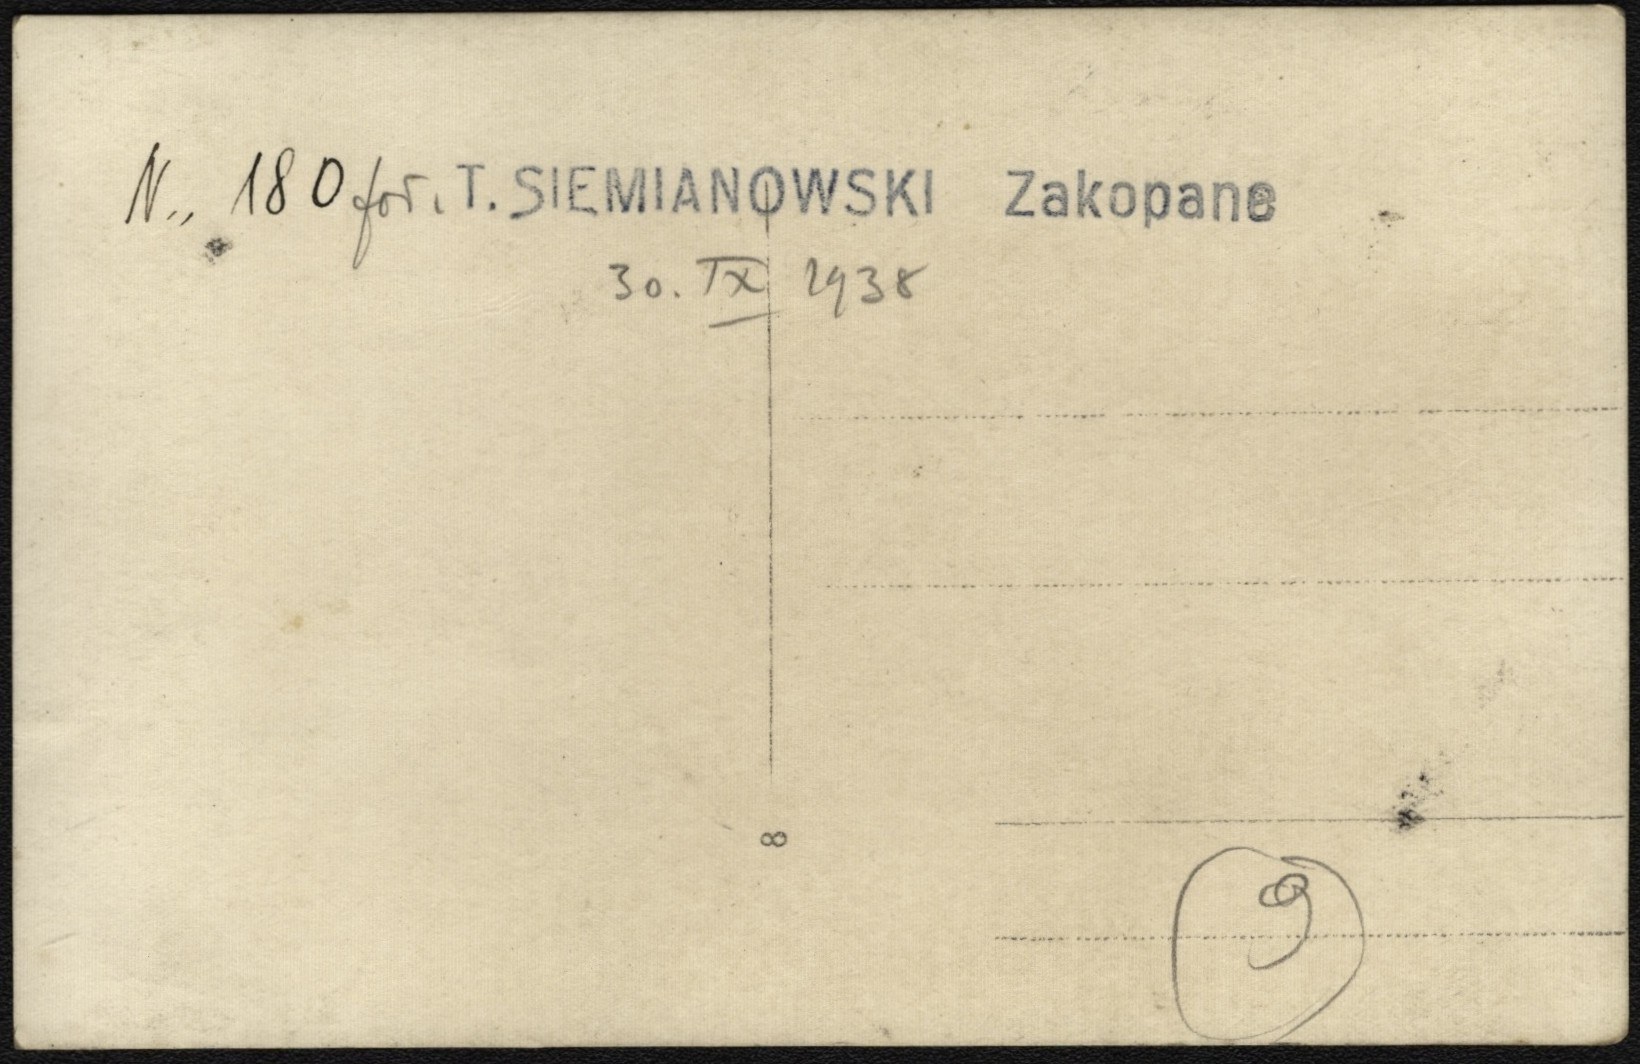 N., 180 fot. T. SIEMIANOWSKI Zakopane
30. IX 1938
8
9